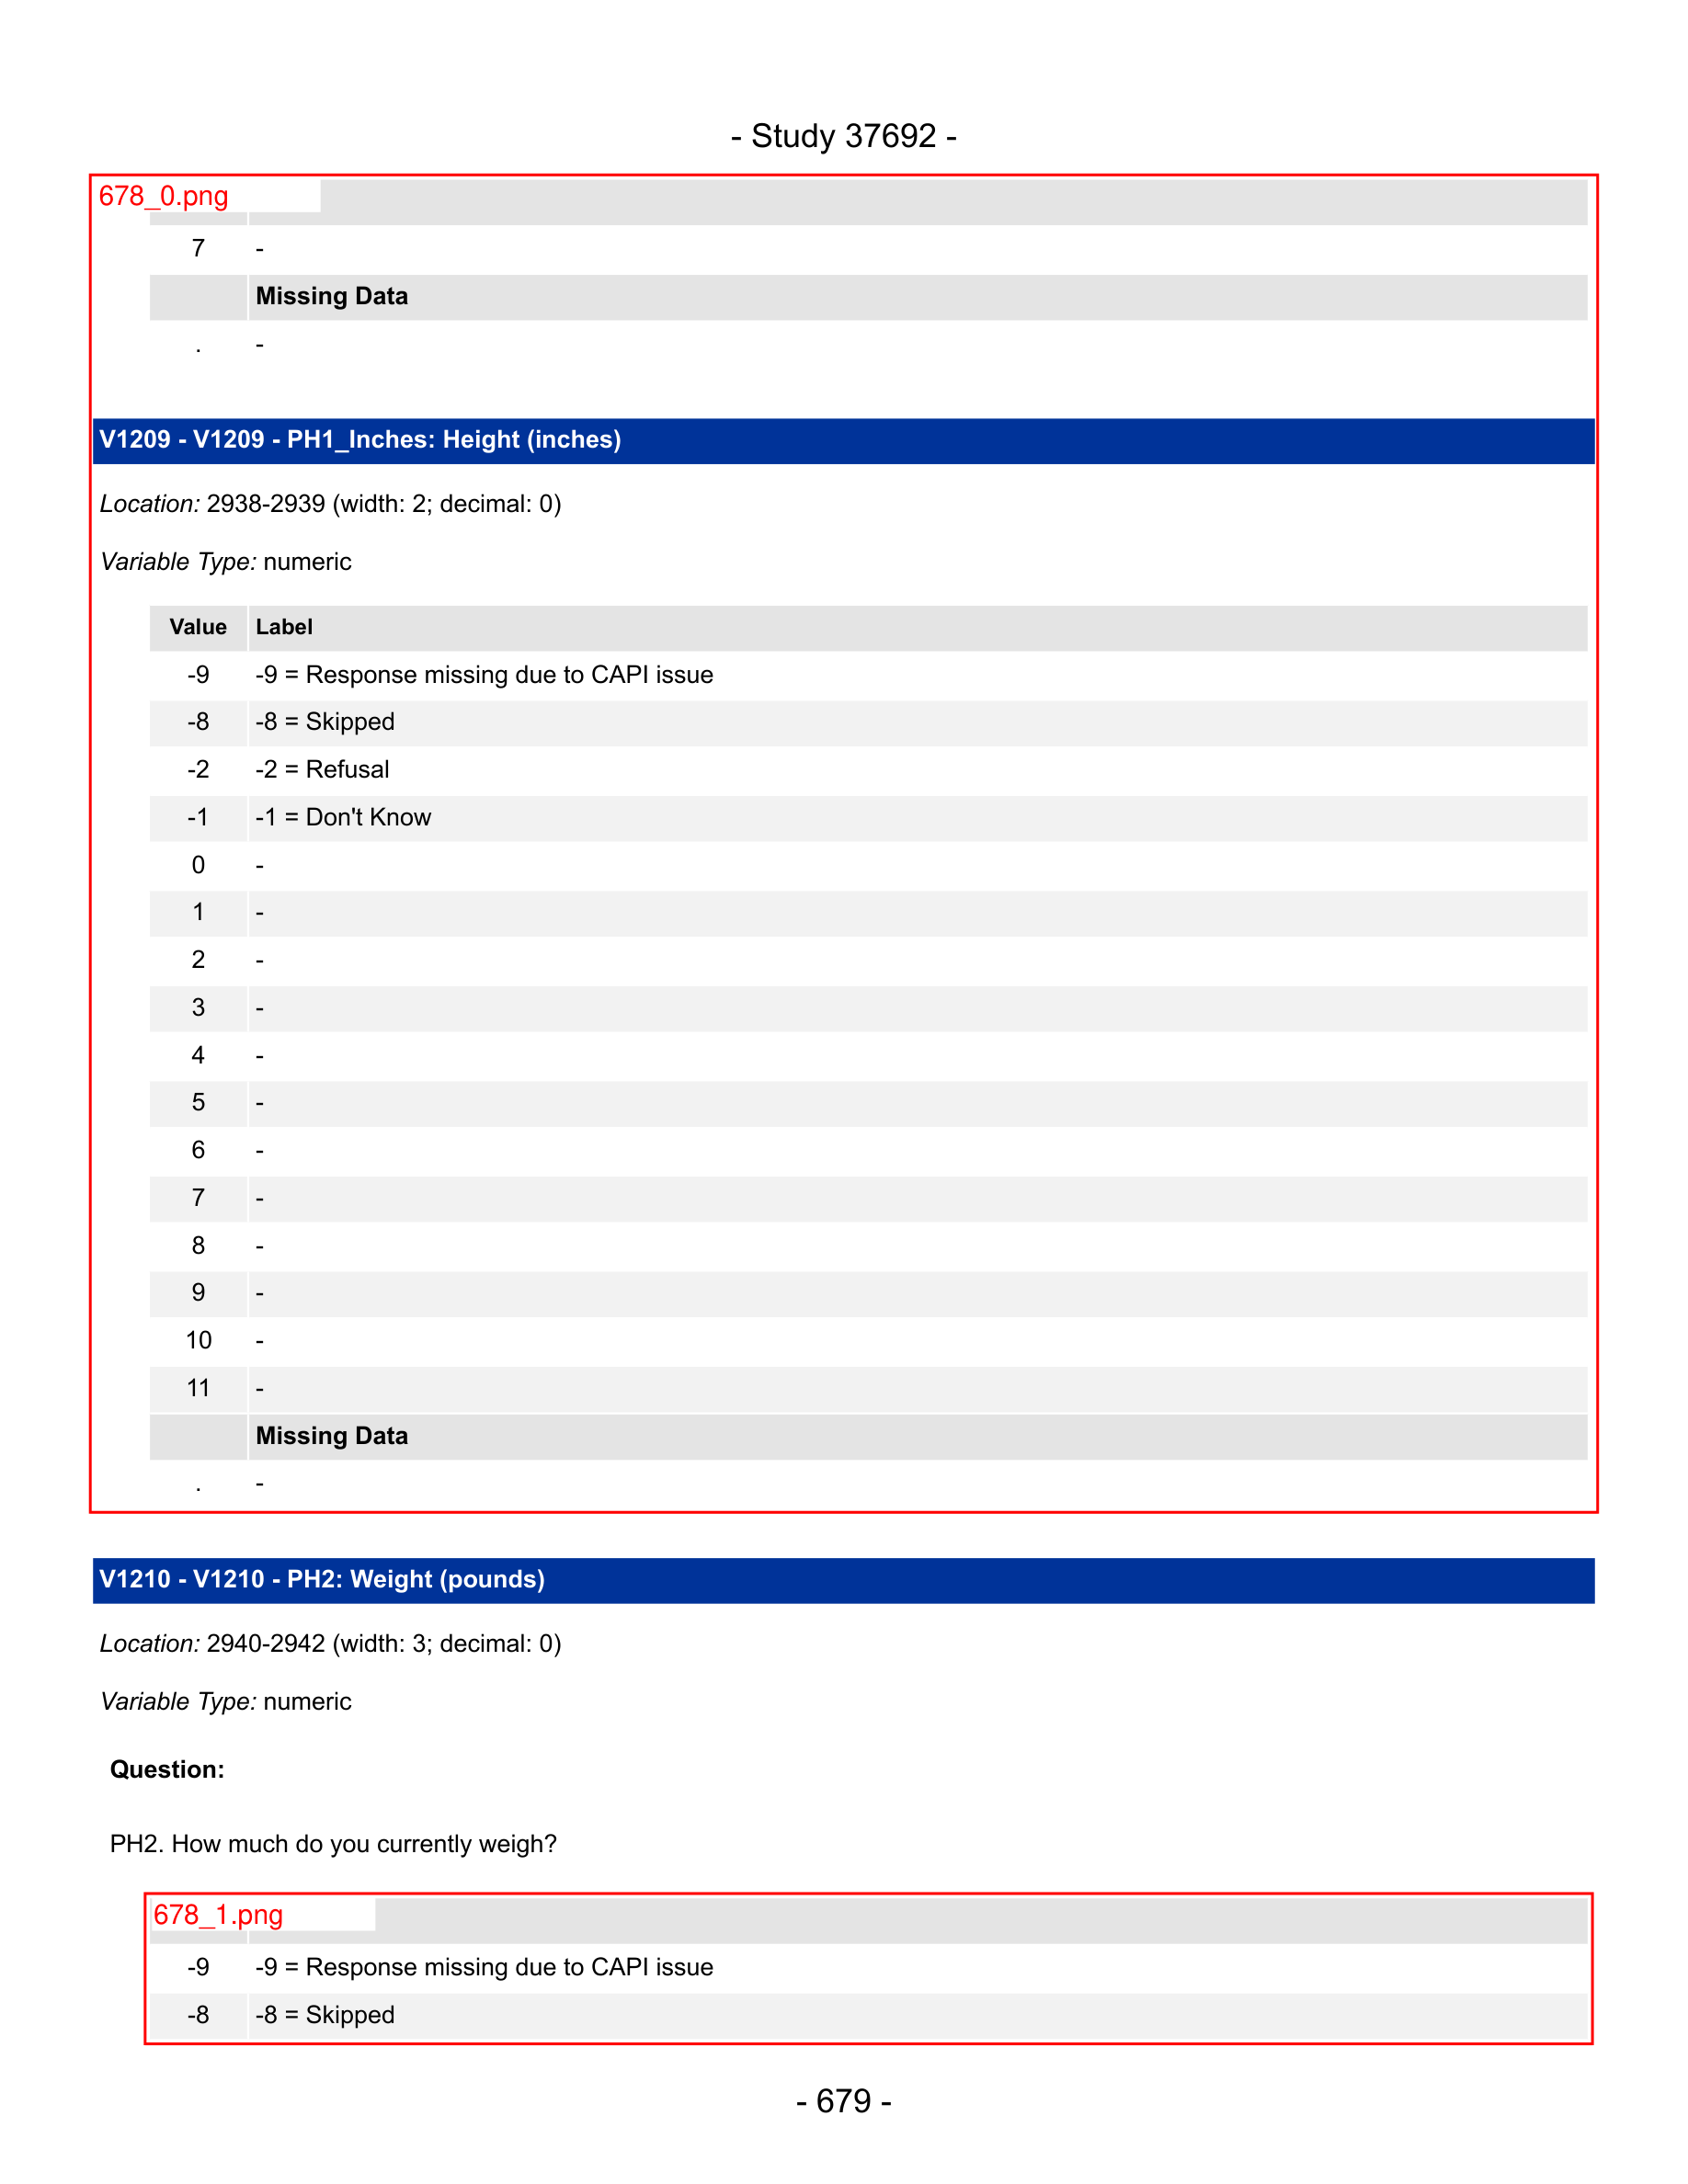 - Study 37692 -
678_0.png
7 -
Missing Data
. -
V1209 - V1209 - PH1_Inches: Height (inches)
Location: 2938-2939 (width: 2; decimal: 0)
Variable Type: numeric
Value Label
-9 -9 = Response missing due to CAPI issue
-8 -8 = Skipped
-2 -2 = Refusal
-1 -1 = Don't Know
0 -
1 -
2 -
3 -
4 -
5 -
6 -
7 -
8 -
9 -
10 -
11 -
Missing Data
. -
V1210 - V1210 - PH2: Weight (pounds)
Location: 2940-2942 (width: 3; decimal: 0)
Variable Type: numeric
Question:
PH2. How much do you currently weigh?
678_1.png
-9 -9 = Response missing due to CAPI issue
-8 -8 = Skipped
- 679 -